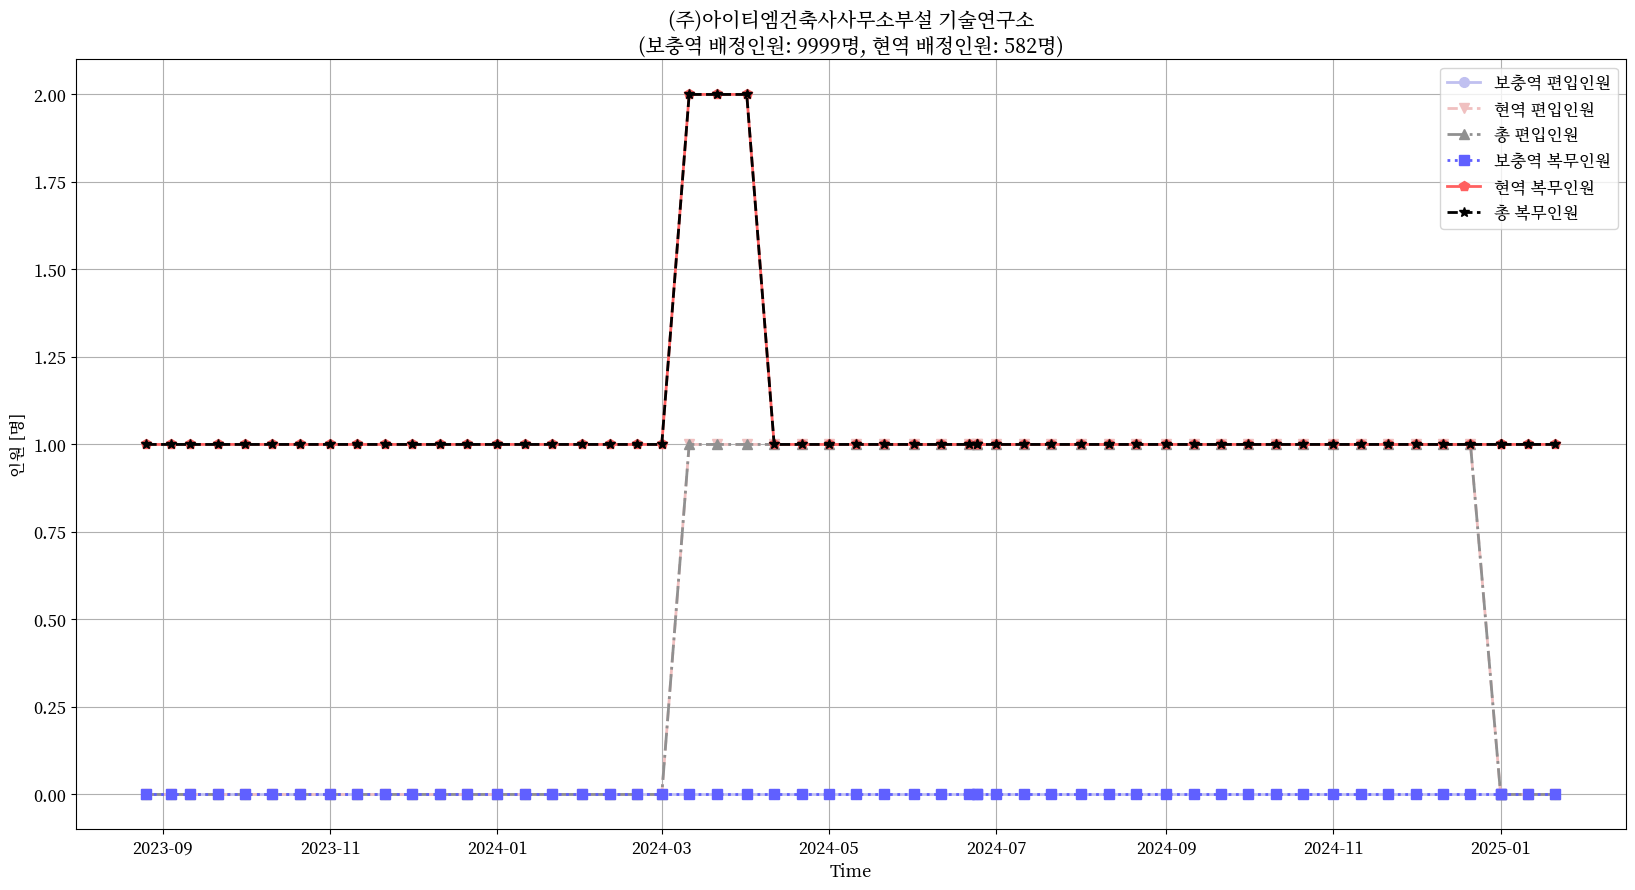 (주)아이티엠건축사사무소부설 기술연구소
(보충역 배정인원: 9999명, 현역 배정인원: 582명)
보충역 편입인원
현역 편입인원
총 편입인원
보충역 복무인원
현역 복무인원
총 복무인원
인원 [명]
2.00
1.75
1.50
1.25
1.00
0.75
0.50
0.25
0.00
2023-09
2023-11
2024-01
2024-03
2024-05
2024-07
2024-09
2024-11
2025-01
Time